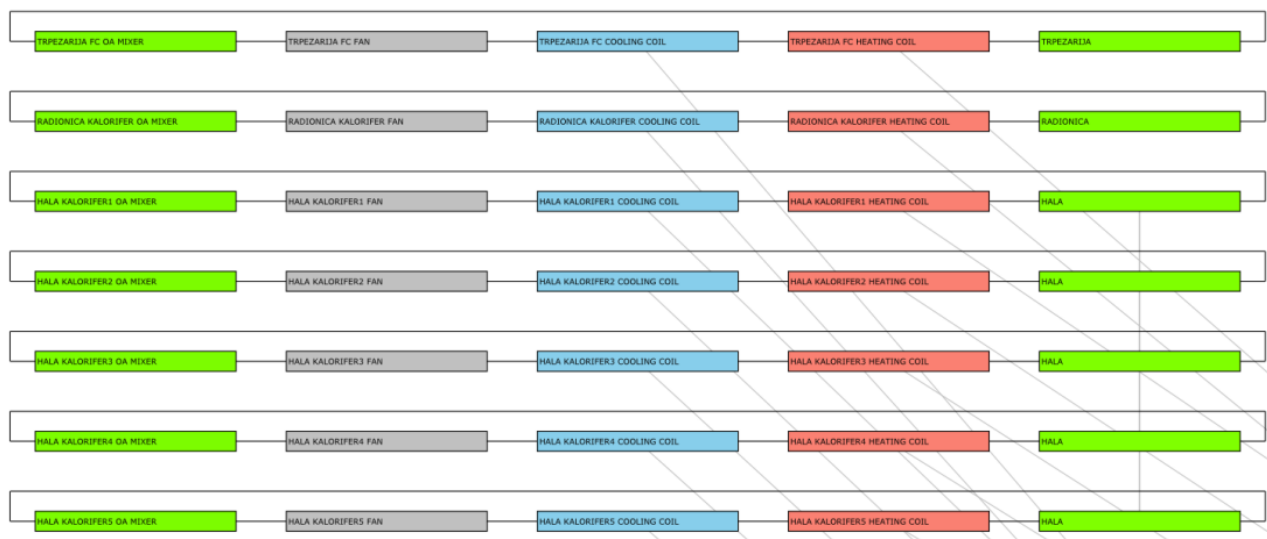 TRPEZARIJA FC OA MIXER
TRPEZARIJA FC FAN
TRPEZARIJA FC COOLING COIL
TRPEZARIJA FC HEATING COIL
TRPEZARIJA
RADIONICA KALORIFER OA MIXER
RADIONICA KALORIFER FAN
RADIONICA KALORIFER COOLING COIL
RADIONICA KALORIFER HEATING COIL
RADIONICA
HALA KALORIFER1 OA MIXER
HALA KALORIFER1 FAN
HALA KALORIFER1 COOLING COIL
HALA KALORIFER1 HEATING COIL
HALA
HALA KALORIFER2 OA MIXER
HALA KALORIFER2 FAN
HALA KALORIFER2 COOLING COIL
HALA KALORIFER2 HEATING COIL
HALA
HALA KALORIFER3 OA MIXER
HALA KALORIFER3 FAN
HALA KALORIFER3 COOLING COIL
HALA KALORIFER3 HEATING COIL
HALA
HALA KALORIFER4 OA MIXER
HALA KALORIFER4 FAN
HALA KALORIFER4 COOLING COIL
HALA KALORIFER4 HEATING COIL
HALA
HALA KALORIFER5 OA MIXER
HALA KALORIFER5 FAN
HALA KALORIFER5 COOLING COIL
HALA KALORIFER5 HEATING COIL
HALA